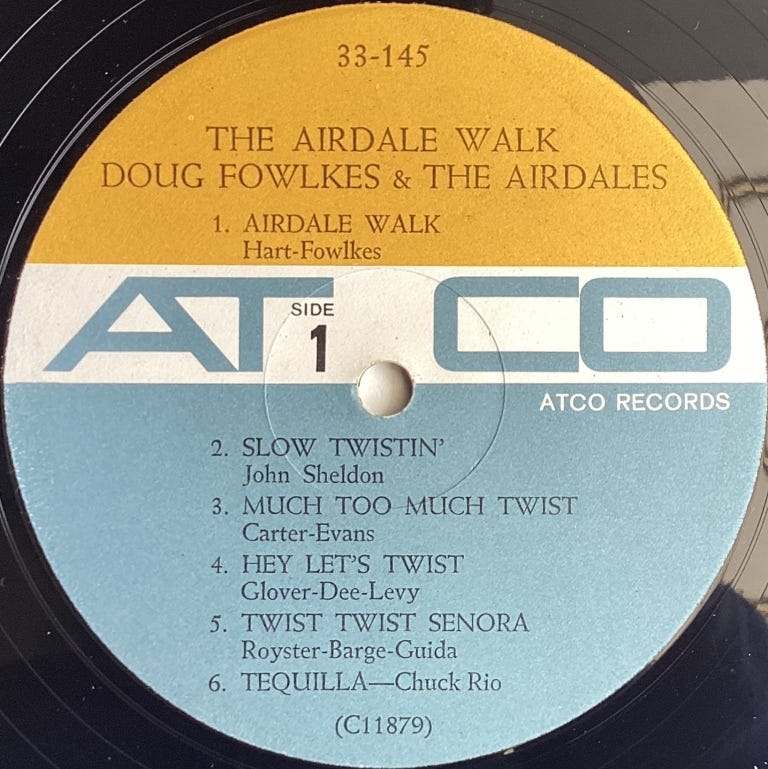 33-145
THE AIRDALE WALK
DOUG FOWLKES & THE AIRDALES
1. AIRDALE WALK
Hart-Fowlkes
ATCO
SIDE
1
ATCO RECORDS
2. SLOW TWISTIN'
John Sheldon
3. MUCH TOO MUCH TWIST
Carter-Evans
4. HEY LET'S TWIST
Glover-Dee-Levy
5. TWIST TWIST SENORA
Royster-Barge-Guida
6. TEQUILLA—Chuck Rio
(C11879)